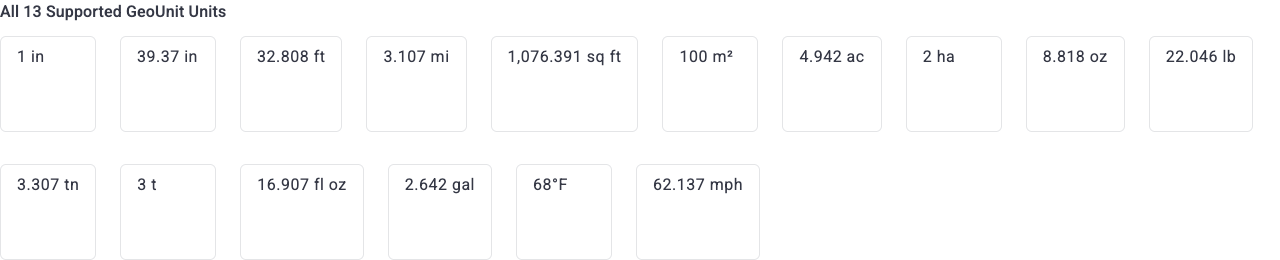 All 13 Supported GeoUnit Units
1 in
39.37 in
32.808 ft
3.107 mi
1,076.391 sq ft
100 m²
4.942 ac
2 ha
8.818 oz
22.046 lb
3.307 tn
3 t
16.907 fl oz
2.642 gal
68°F
62.137 mph